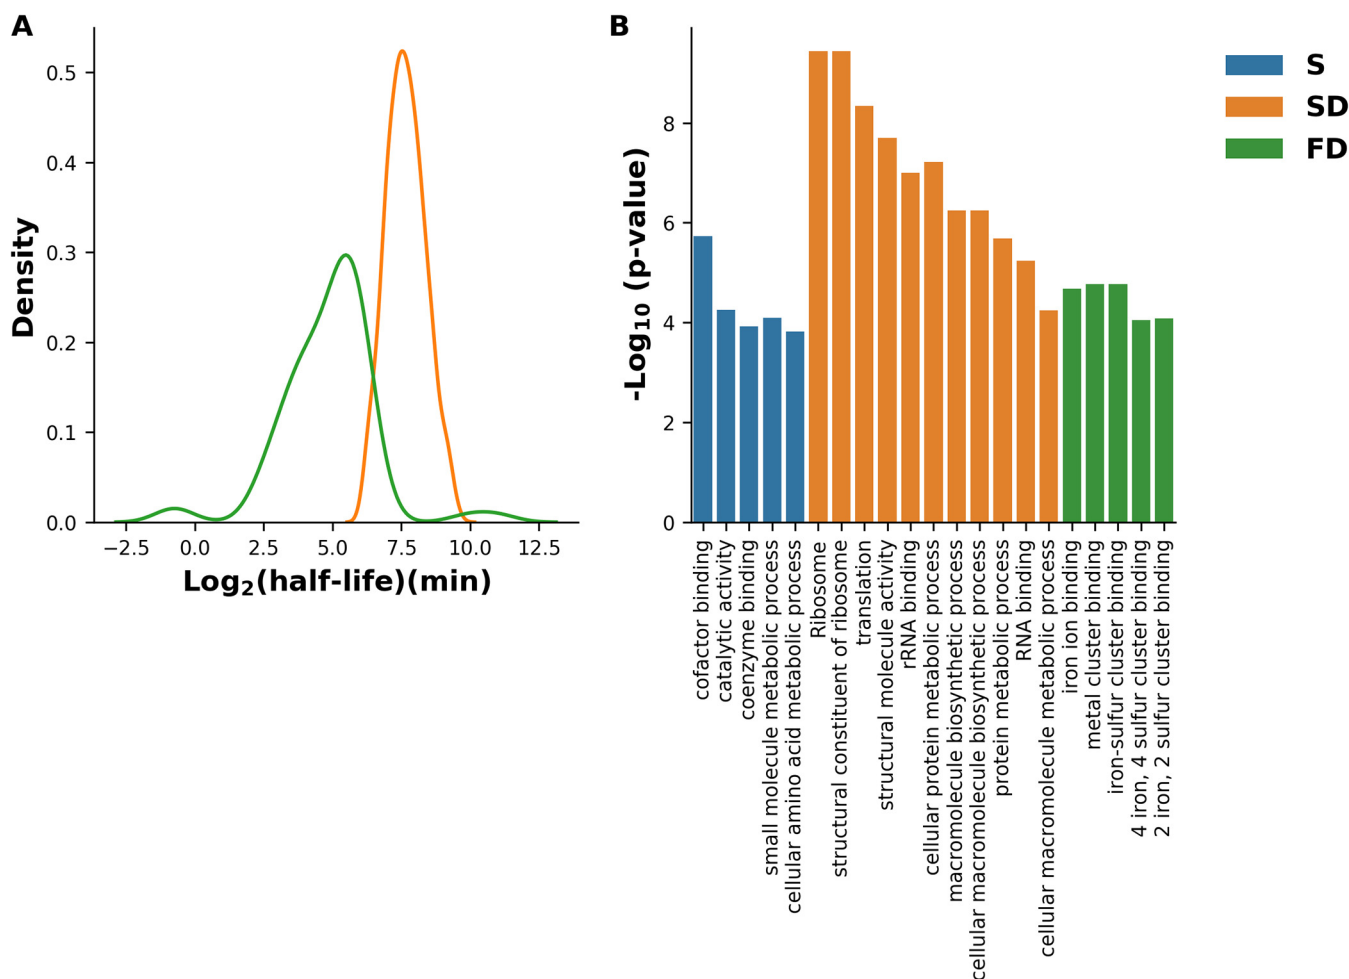 A
Density
0.5
0.4
0.3
0.2
0.1
0.0
−2.5 0.0 2.5 5.0 7.5 10.0 12.5
Log2(half-life)(min)
B
-Log10 (p-value)
8
6
4
2
0
cofactor binding
catalytic activity
coenzyme binding
small molecule metabolic process
cellular amino acid metabolic process
Ribosome
structural constituent of ribosome
translation
structural molecule activity
rRNA binding
cellular protein metabolic process
macromolecule biosynthetic process
cellular macromolecule biosynthetic process
protein metabolic process
RNA binding
cellular macromolecule metabolic process
iron ion binding
metal cluster binding
iron-sulfur cluster binding
4 iron, 4 sulfur cluster binding
2 iron, 2 sulfur cluster binding
S
SD
FD